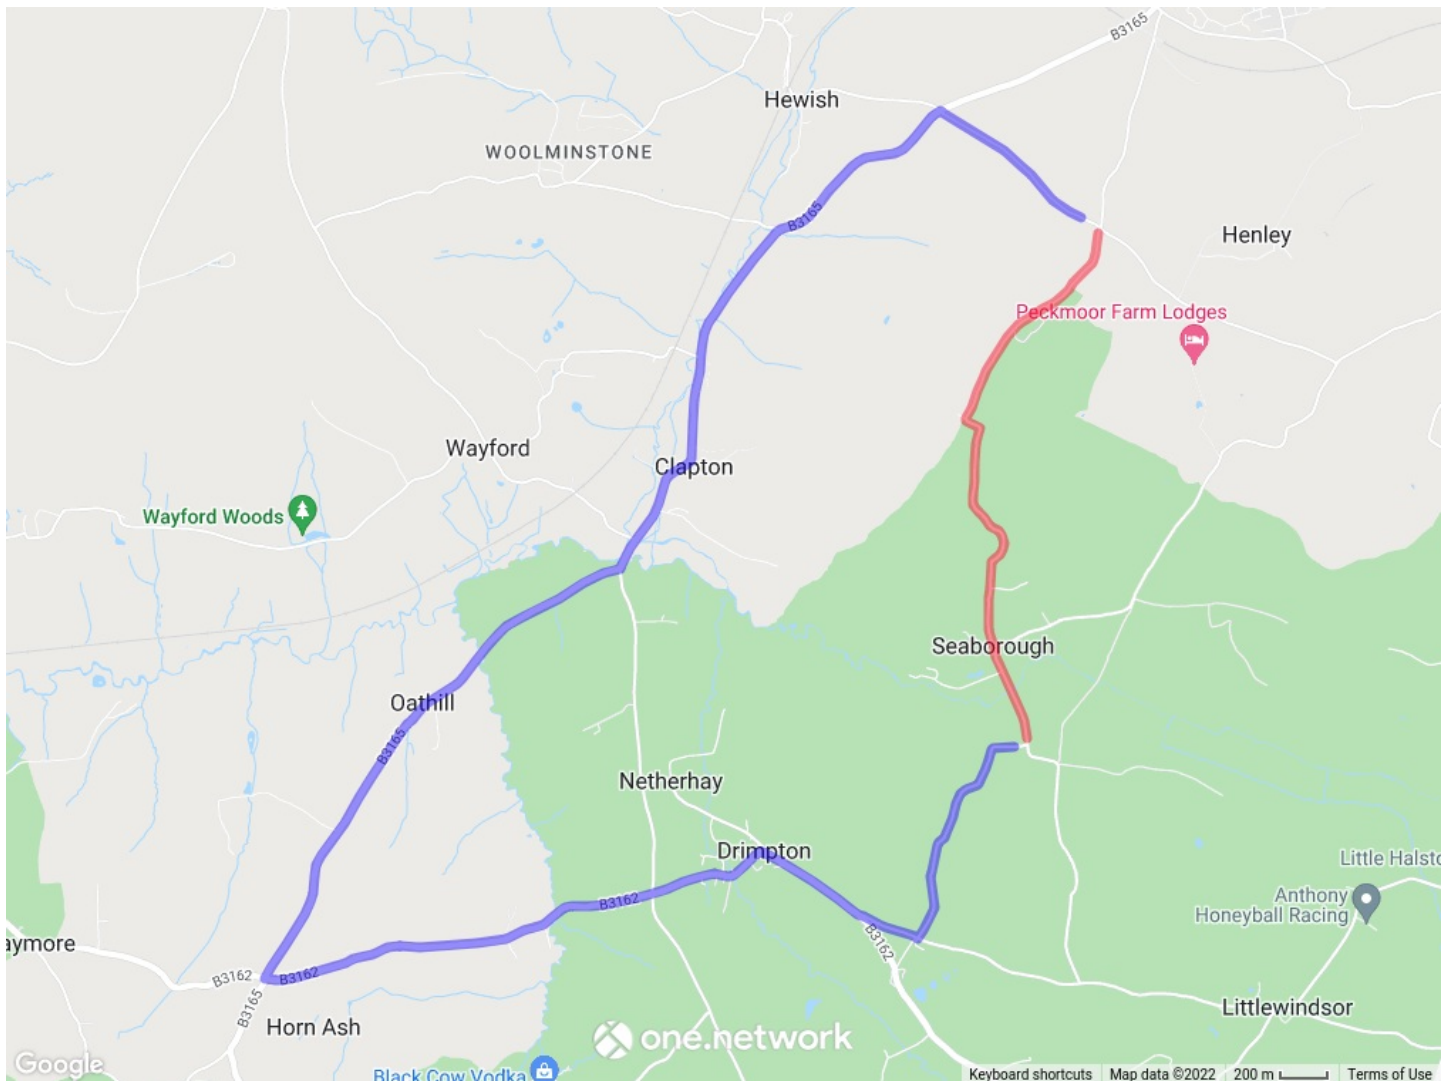 B3165
Hewish
WOOLMINSTONE
B3165
Henley
Peckmoor Farm Lodges
Wayford
Clapton
Wayford Woods
Seaborough
Oathill
B3165
Netherhay
Drimpton
Little Halsto
Anthony
Honeyball Racing
B3162
B3162
aymore
B3162
B3162
B3165
Littlewindsor
Horn Ash
one.network
Google
Black Cow Vodka
Keyboard shortcuts
Map data ©2022
200 m
Terms of Use